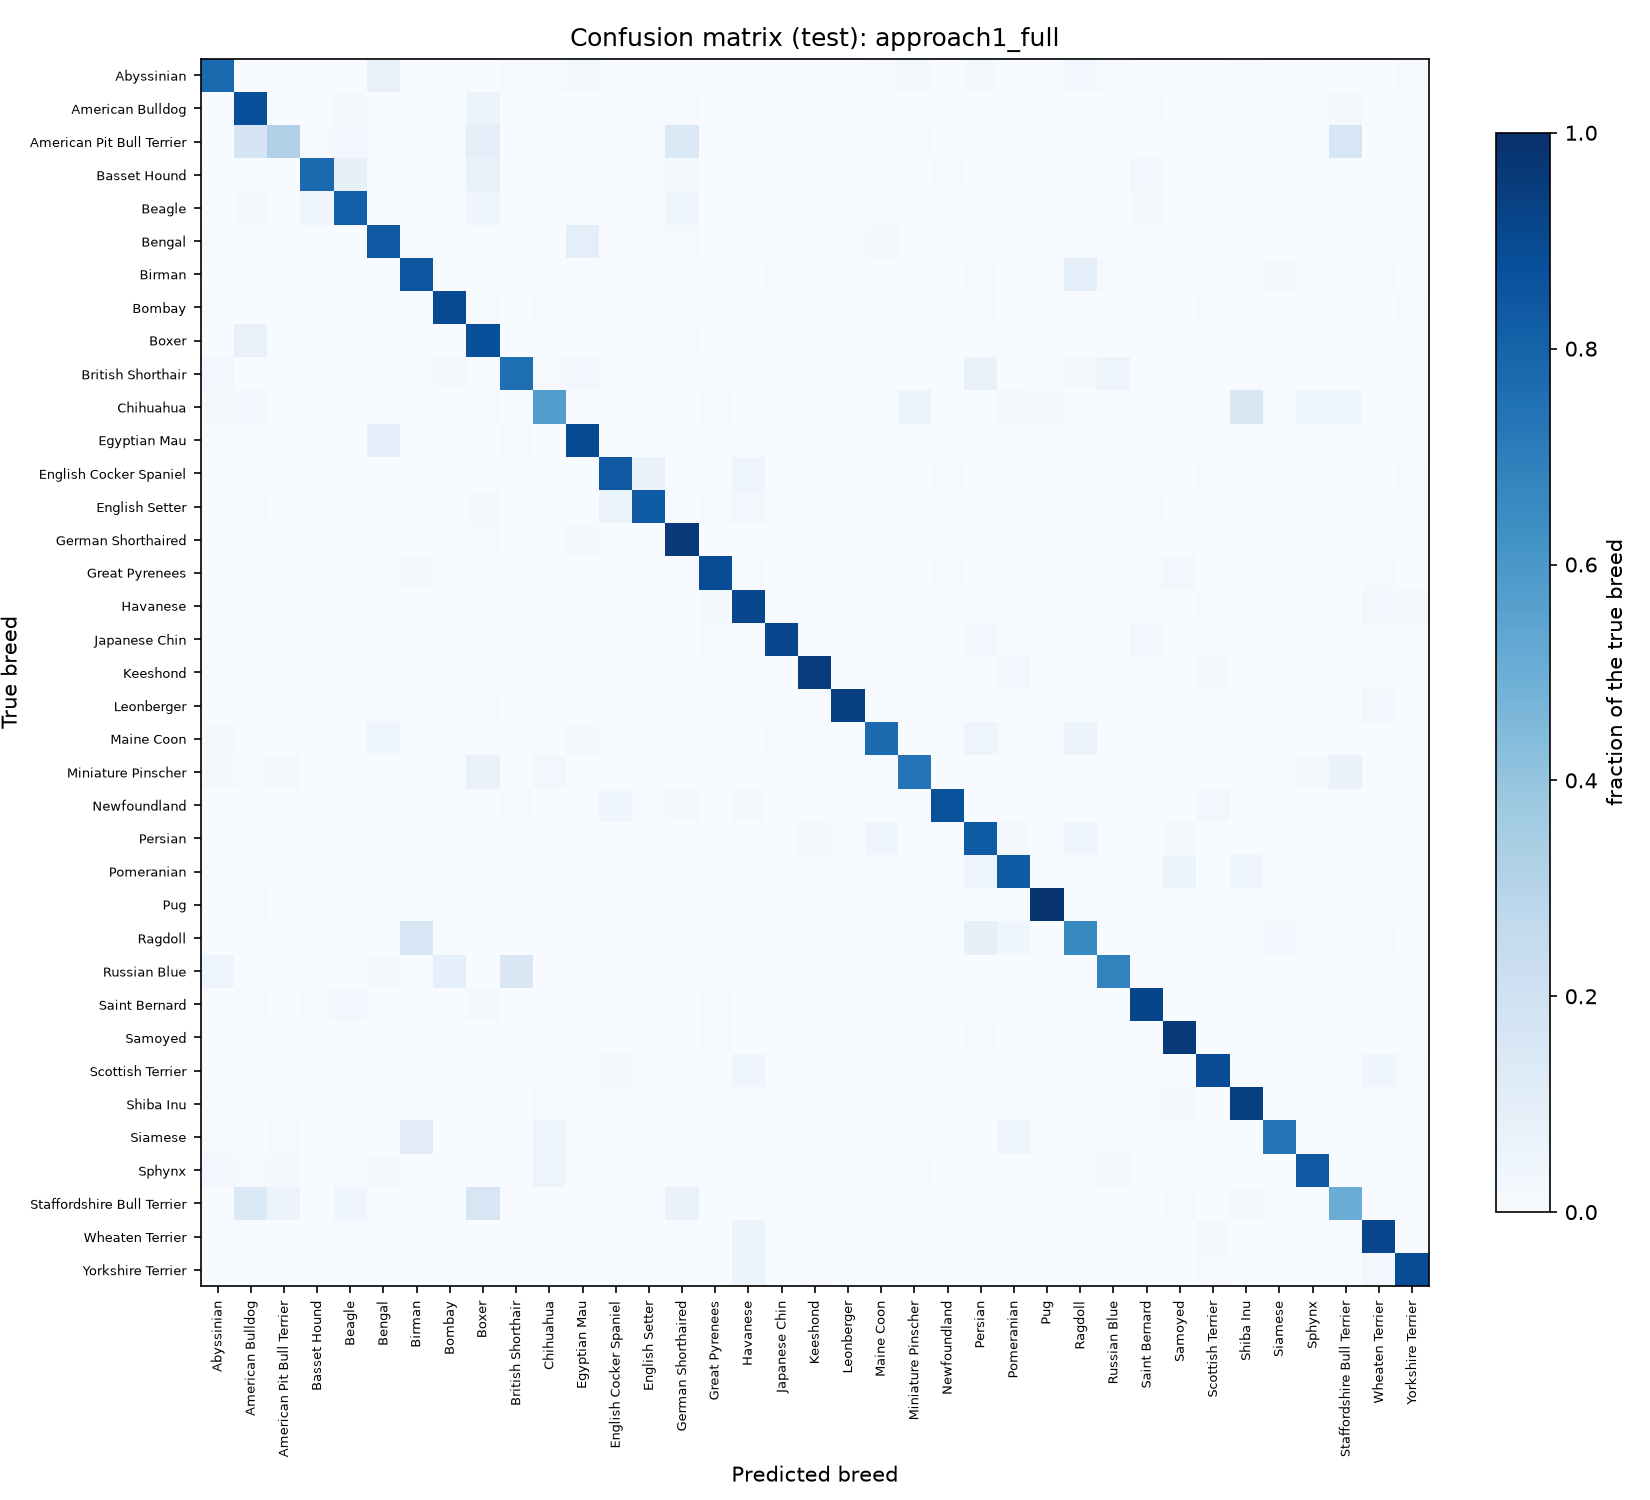 Confusion matrix (test): approach1_full
True breed
Abyssinian
American Bulldog
American Pit Bull Terrier
Basset Hound
Beagle
Bengal
Birman
Bombay
Boxer
British Shorthair
Chihuahua
Egyptian Mau
English Cocker Spaniel
English Setter
German Shorthaired
Great Pyrenees
Havanese
Japanese Chin
Keeshond
Leonberger
Maine Coon
Miniature Pinscher
Newfoundland
Persian
Pomeranian
Pug
Ragdoll
Russian Blue
Saint Bernard
Samoyed
Scottish Terrier
Shiba Inu
Siamese
Sphynx
Staffordshire Bull Terrier
Wheaten Terrier
Yorkshire Terrier
Abyssinian
American Bulldog
American Pit Bull Terrier
Basset Hound
Beagle
Bengal
Birman
Bombay
Boxer
British Shorthair
Chihuahua
Egyptian Mau
English Cocker Spaniel
English Setter
German Shorthaired
Great Pyrenees
Havanese
Japanese Chin
Keeshond
Leonberger
Maine Coon
Miniature Pinscher
Newfoundland
Persian
Pomeranian
Pug
Ragdoll
Russian Blue
Saint Bernard
Samoyed
Scottish Terrier
Shiba Inu
Siamese
Sphynx
Staffordshire Bull Terrier
Wheaten Terrier
Yorkshire Terrier
Predicted breed
1.0
0.8
0.6
0.4
0.2
0.0
fraction of the true breed